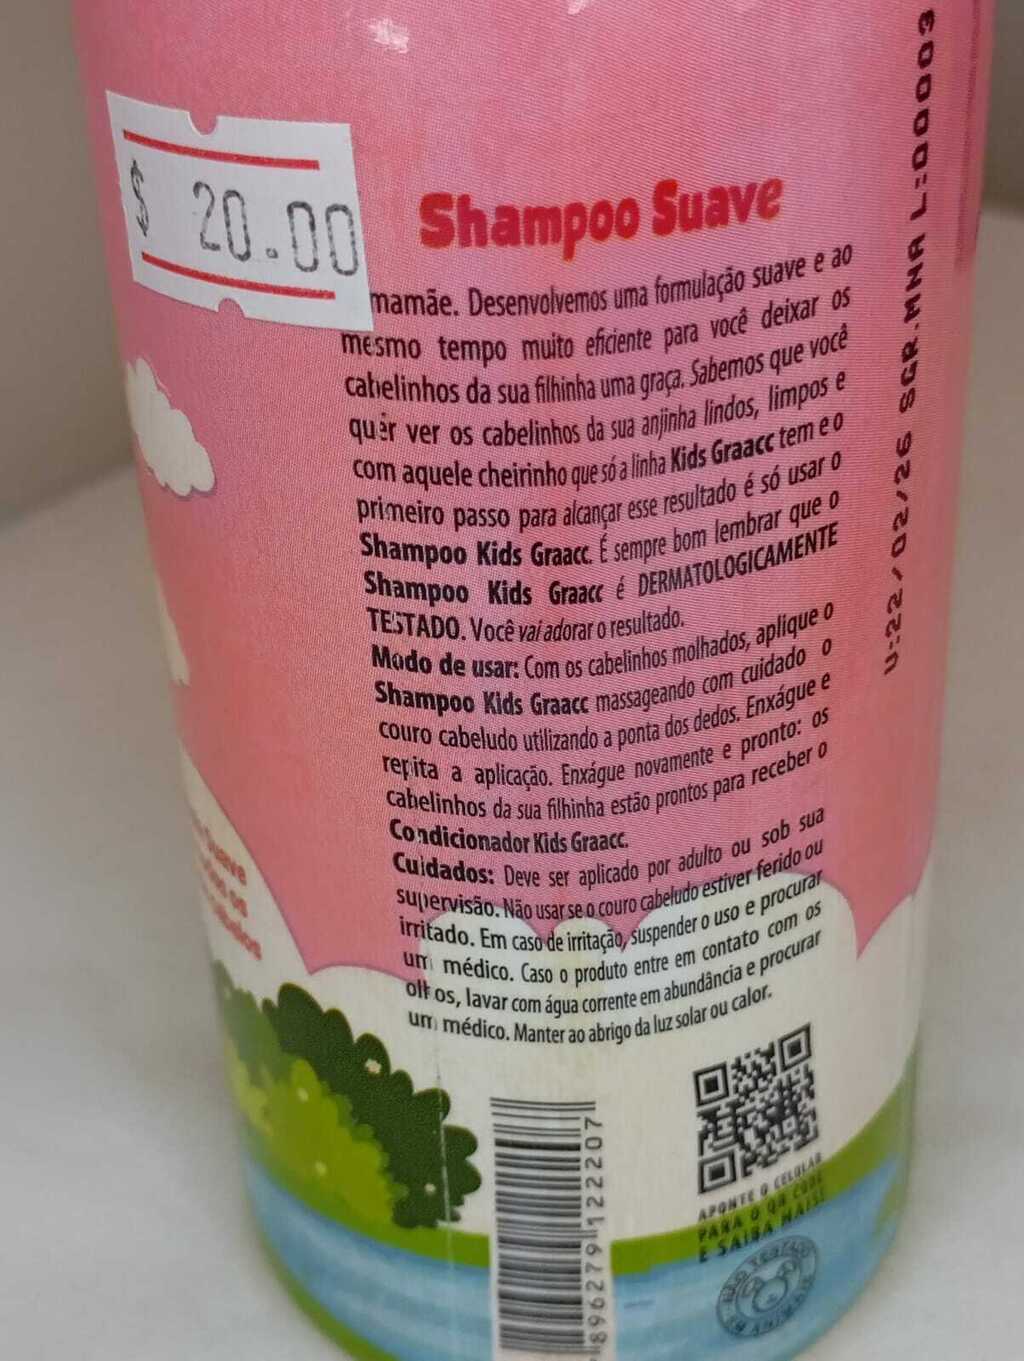 $ 20.00
Shampoo Suave
mamãe. Desenvolvemos uma formulação suave e ao
mesmo tempo muito eficiente para você deixar os
cabelinhos da sua filhinha uma graça. Sabemos que você
quer ver os cabelinhos da sua anjinha lindos, limpos e
com aquele cheirinho que só a linha Kids Graacc tem e o
primeiro passo para alcançar esse resultado é só usar o
Shampoo Kids Graacc. É sempre bom lembrar que o
Shampoo Kids Graacc é DERMATOLOGICAMENTE
TESTADO. Você vai adorar o resultado.
Modo de usar: Com os cabelinhos molhados, aplique o
Shampoo Kids Graacc massageando com cuidado o
couro cabeludo utilizando a ponta dos dedos. Enxágue e
repita a aplicação. Enxágue novamente e pronto: os
cabelinhos da sua filhinha estão prontos para receber o
Condicionador Kids Graacc.
Cuidados: Deve ser aplicado por adulto ou sob sua
supervisão. Não usar se o couro cabeludo estiver ferido ou
irritado. Em caso de irritação, suspender o uso e procurar
um médico. Caso o produto entre em contato com os
olhos, lavar com água corrente em abundância e procurar
um médico. Manter ao abrigo da luz solar ou calor.
V:22/02/26 SGR.MNA L:00003
Suave
7896279122207
APONTE O CELULAR
PARA O QR CODE
E SAIBA MAIS!
NÃO TESTADO
EM ANIMAIS